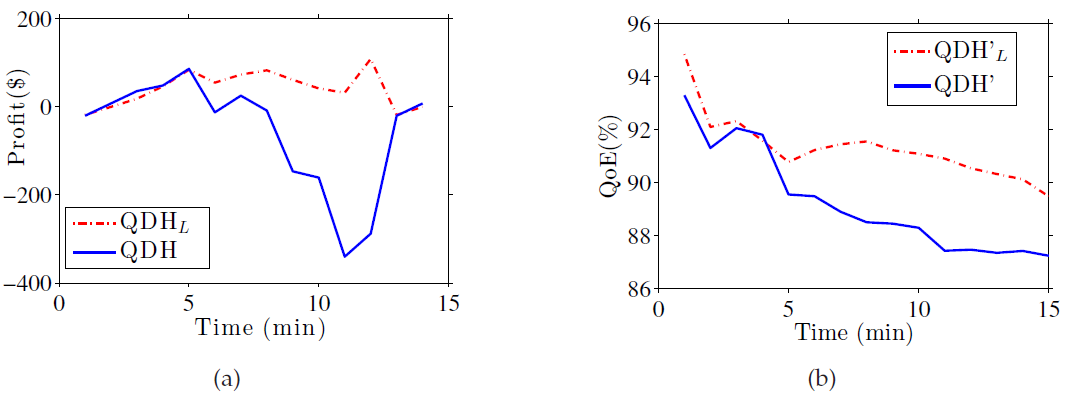 200
0
−200
−400
Profit($)
QDH_L
QDH
0 5 10 15
Time (min)
(a)
96
94
92
90
88
86
QoE(%)
QDH'_L
QDH'
0 5 10 15
Time (min)
(b)